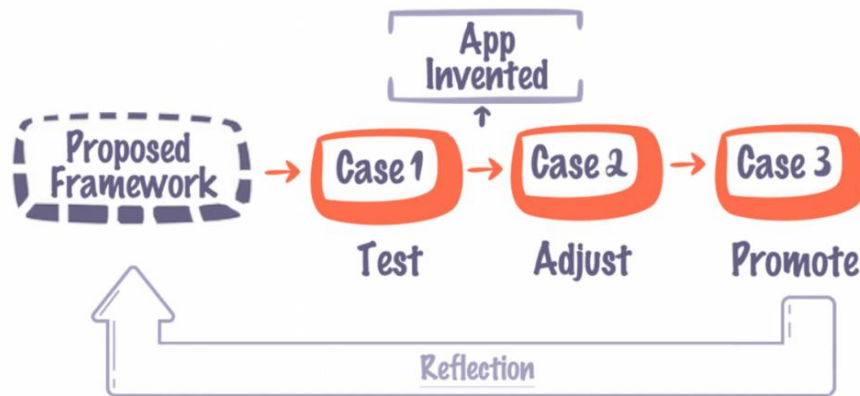 App
Invented
Proposed
Framework
Case 1
Case 2
Case 3
Test
Adjust
Promote
Reflection